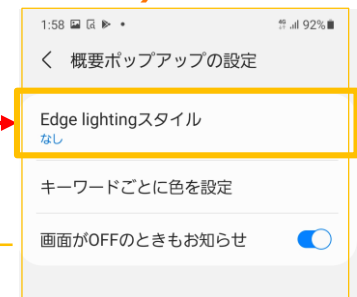 1:58
92%
概要ポップアップの設定
Edge lightingスタイル
なし
キーワードごとに色を設定
画面がOFFのときもお知らせ